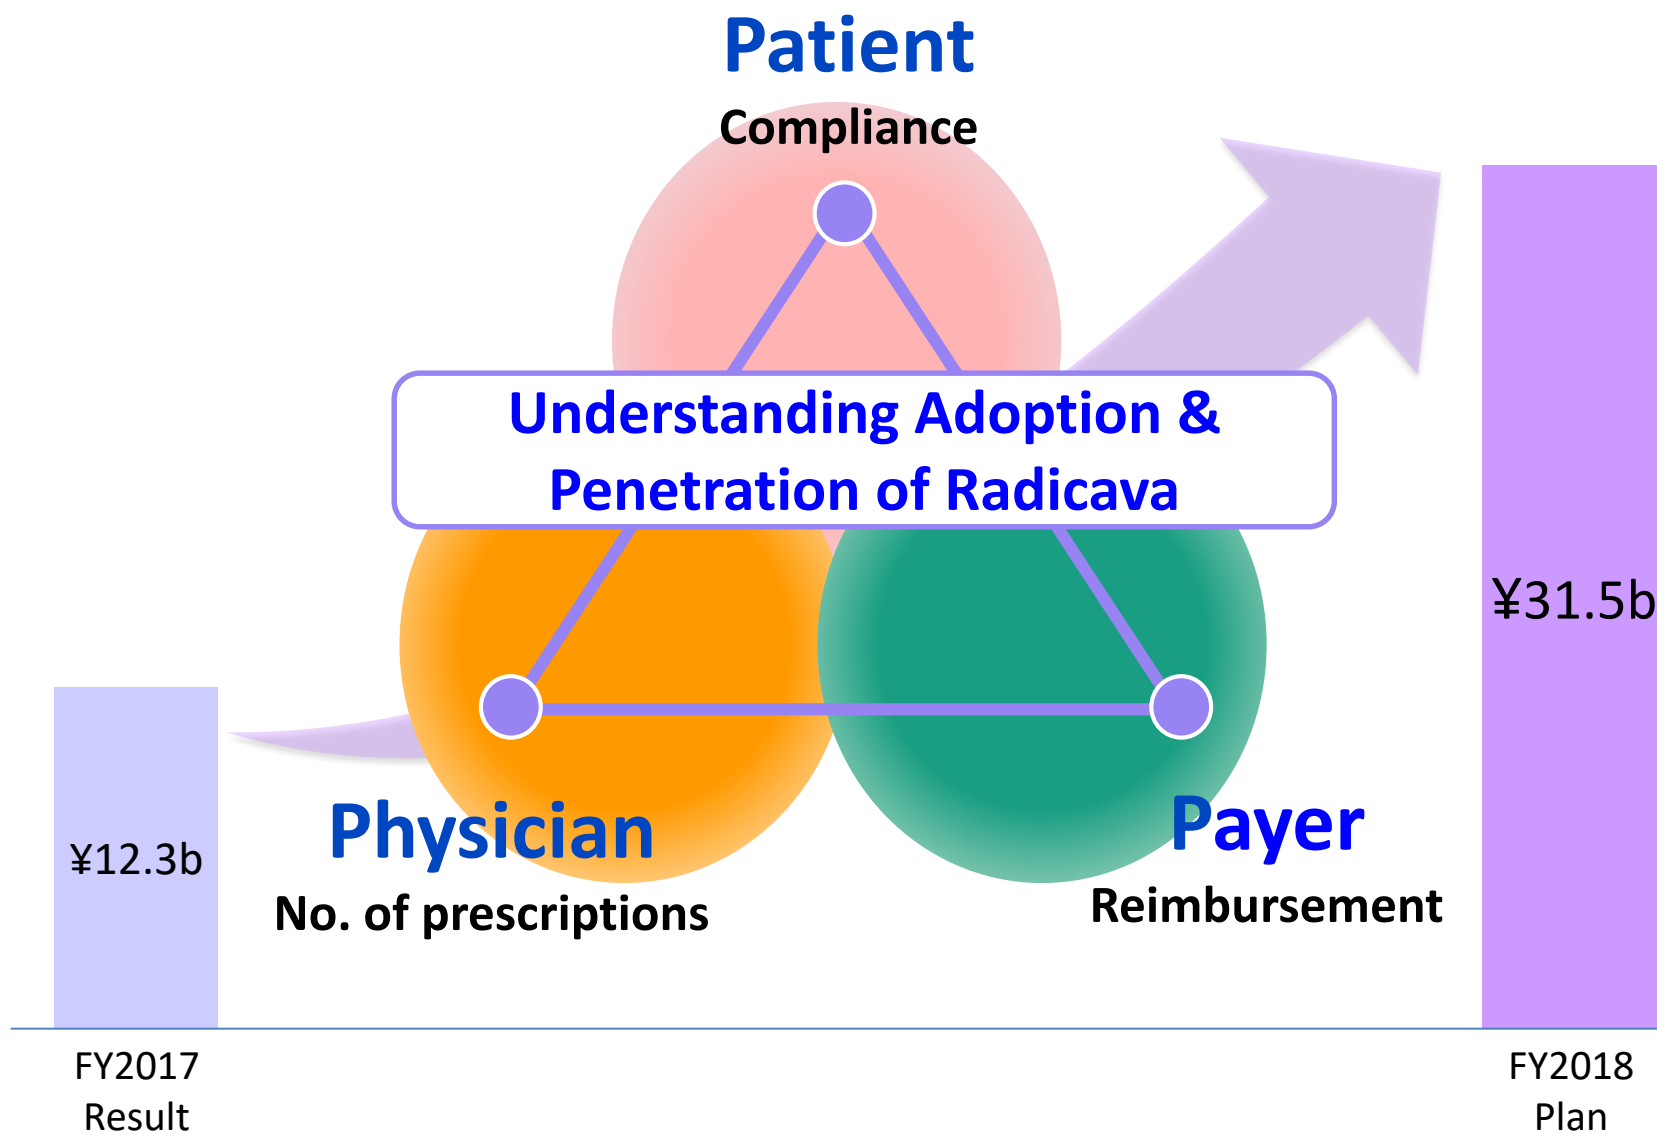 Patient
Compliance
Understanding Adoption &
Penetration of Radicava
¥31.5b
¥12.3b
Physician
No. of prescriptions
Payer
Reimbursement
FY2017
Result
FY2018
Plan